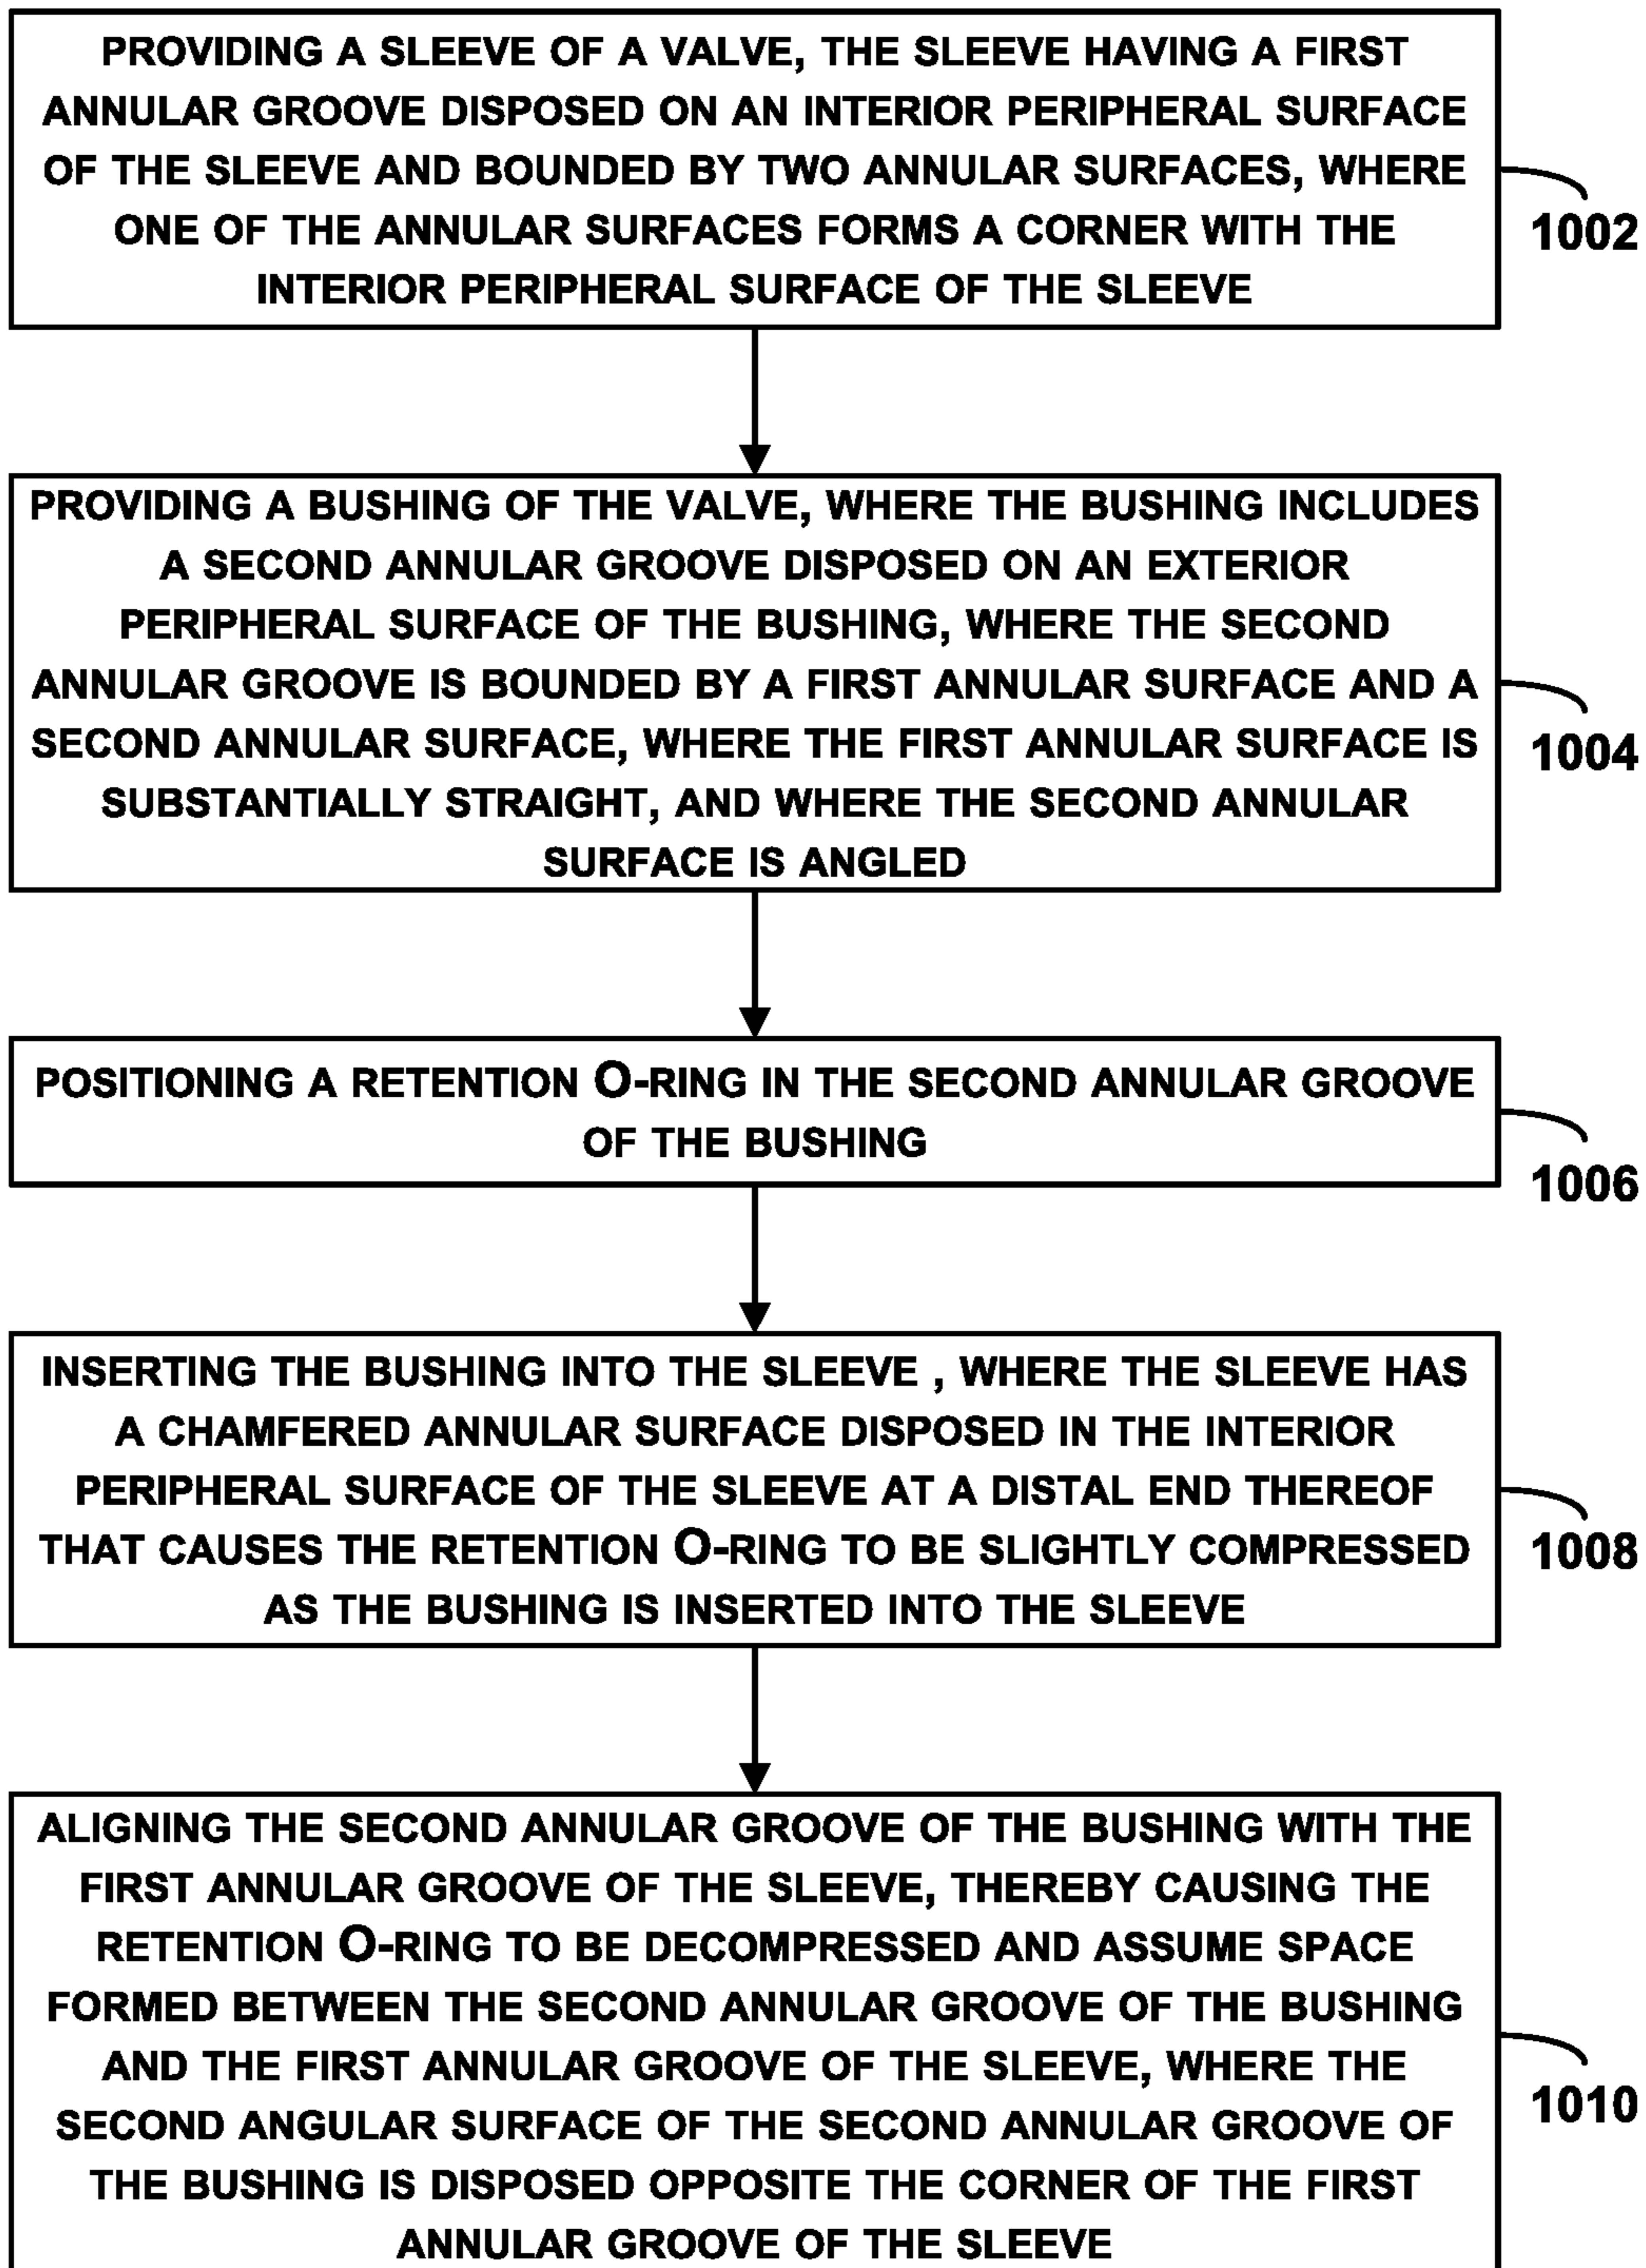 PROVIDING A SLEEVE OF A VALVE, THE SLEEVE HAVING A FIRST
ANNULAR GROOVE DISPOSED ON AN INTERIOR PERIPHERAL SURFACE
OF THE SLEEVE AND BOUNDED BY TWO ANNULAR SURFACES, WHERE
ONE OF THE ANNULAR SURFACES FORMS A CORNER WITH THE
INTERIOR PERIPHERAL SURFACE OF THE SLEEVE
1002
PROVIDING A BUSHING OF THE VALVE, WHERE THE BUSHING INCLUDES
A SECOND ANNULAR GROOVE DISPOSED ON AN EXTERIOR
PERIPHERAL SURFACE OF THE BUSHING, WHERE THE SECOND
ANNULAR GROOVE IS BOUNDED BY A FIRST ANNULAR SURFACE AND A
SECOND ANNULAR SURFACE, WHERE THE FIRST ANNULAR SURFACE IS
SUBSTANTIALLY STRAIGHT, AND WHERE THE SECOND ANNULAR
SURFACE IS ANGLED
1004
POSITIONING A RETENTION O-RING IN THE SECOND ANNULAR GROOVE
OF THE BUSHING
1006
INSERTING THE BUSHING INTO THE SLEEVE , WHERE THE SLEEVE HAS
A CHAMFERED ANNULAR SURFACE DISPOSED IN THE INTERIOR
PERIPHERAL SURFACE OF THE SLEEVE AT A DISTAL END THEREOF
THAT CAUSES THE RETENTION O-RING TO BE SLIGHTLY COMPRESSED
AS THE BUSHING IS INSERTED INTO THE SLEEVE
1008
ALIGNING THE SECOND ANNULAR GROOVE OF THE BUSHING WITH THE
FIRST ANNULAR GROOVE OF THE SLEEVE, THEREBY CAUSING THE
RETENTION O-RING TO BE DECOMPRESSED AND ASSUME SPACE
FORMED BETWEEN THE SECOND ANNULAR GROOVE OF THE BUSHING
AND THE FIRST ANNULAR GROOVE OF THE SLEEVE, WHERE THE
SECOND ANGULAR SURFACE OF THE SECOND ANNULAR GROOVE OF
THE BUSHING IS DISPOSED OPPOSITE THE CORNER OF THE FIRST
ANNULAR GROOVE OF THE SLEEVE
1010